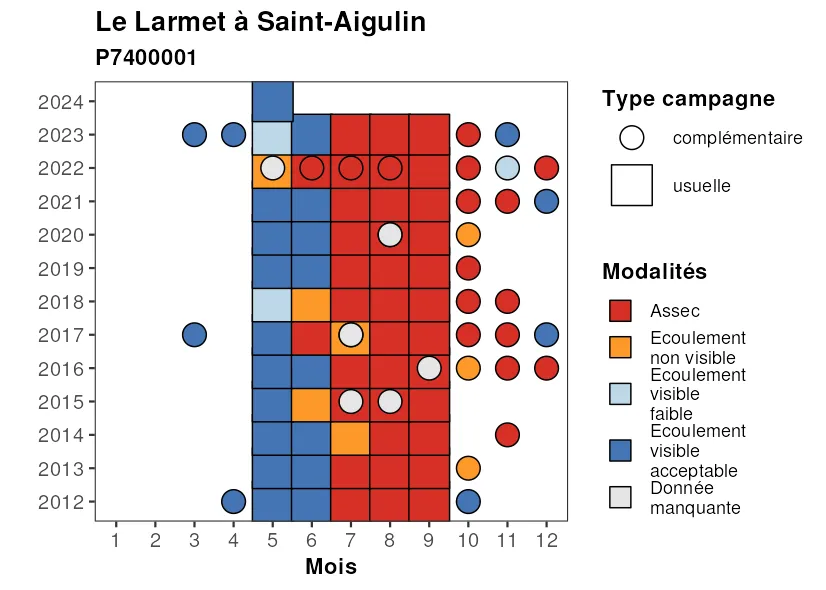 Le Larmet à Saint-Aigulin
P7400001
2024
2023
2022
2021
2020
2019
2018
2017
2016
2015
2014
2013
2012
1 2 3 4 5 6 7 8 9 10 11 12
Mois
Type campagne
complémentaire
usuelle
Modalités
Assec
Ecoulement
non visible
Ecoulement
visible
faible
Ecoulement
visible
acceptable
Donnée
manquante